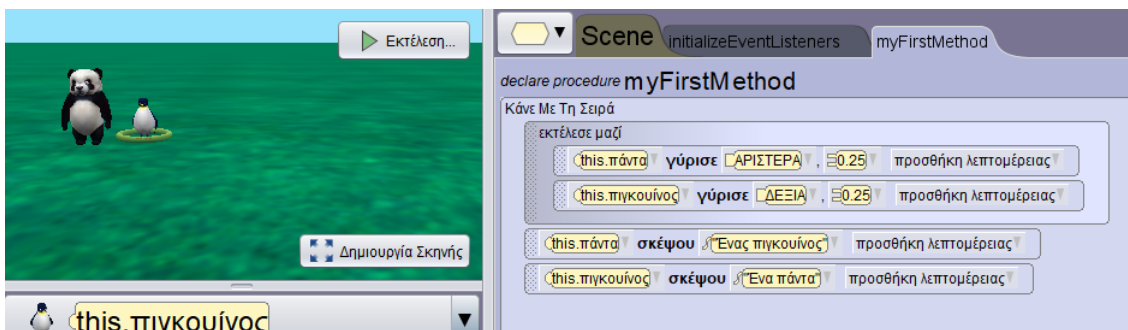 Εκτέλεση...
Δημιουργία Σκηνής
this.πιγκουίνος
Scene initializeEventListeners myFirstMethod
declare procedure myFirstMethod
Κάνε Με Τη Σειρά
εκτέλεσε μαζί
this.πάντα γύρισε ΑΡΙΣΤΕΡΑ , 0.25 προσθήκη λεπτομέρειας
this.πιγκουίνος γύρισε ΔΕΞΙΑ , 0.25 προσθήκη λεπτομέρειας
this.πάντα σκέψου "Ένας πιγκουίνος" προσθήκη λεπτομέρειας
this.πιγκουίνος σκέψου "Ένα πάντα" προσθήκη λεπτομέρειας